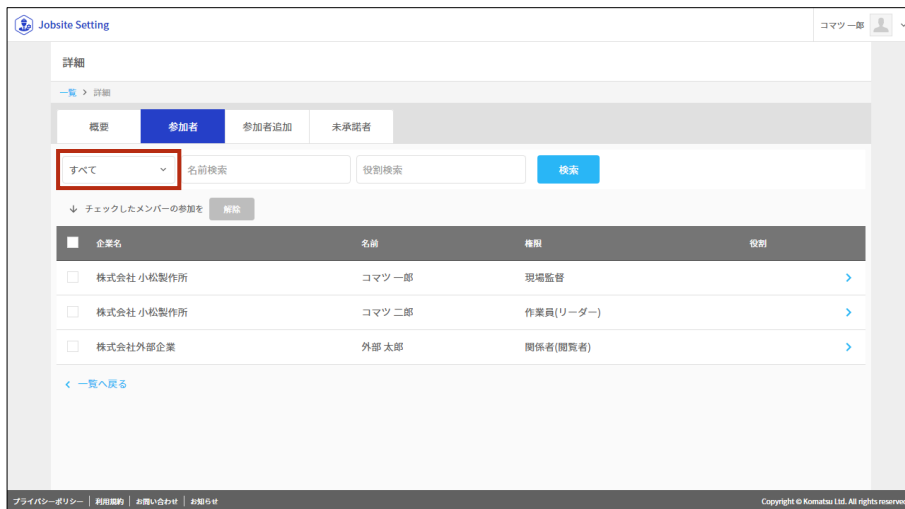 Jobsite Setting
コマツ 一郎
詳細
一覧 > 詳細
概要 参加者 参加者追加 未承諾者
すべて 名前検索 役割検索 検索
↓ チェックしたメンバーの参加を 解除
企業名 名前 権限 役割
株式会社 小松製作所 コマツ 一郎 現場監督
株式会社 小松製作所 コマツ 二郎 作業員(リーダー)
株式会社外部企業 外部 太郎 関係者(閲覧者)
一覧へ戻る
プライバシーポリシー | 利用規約 | お問い合わせ | お知らせ Copyright © Komatsu Ltd. All rights reserved